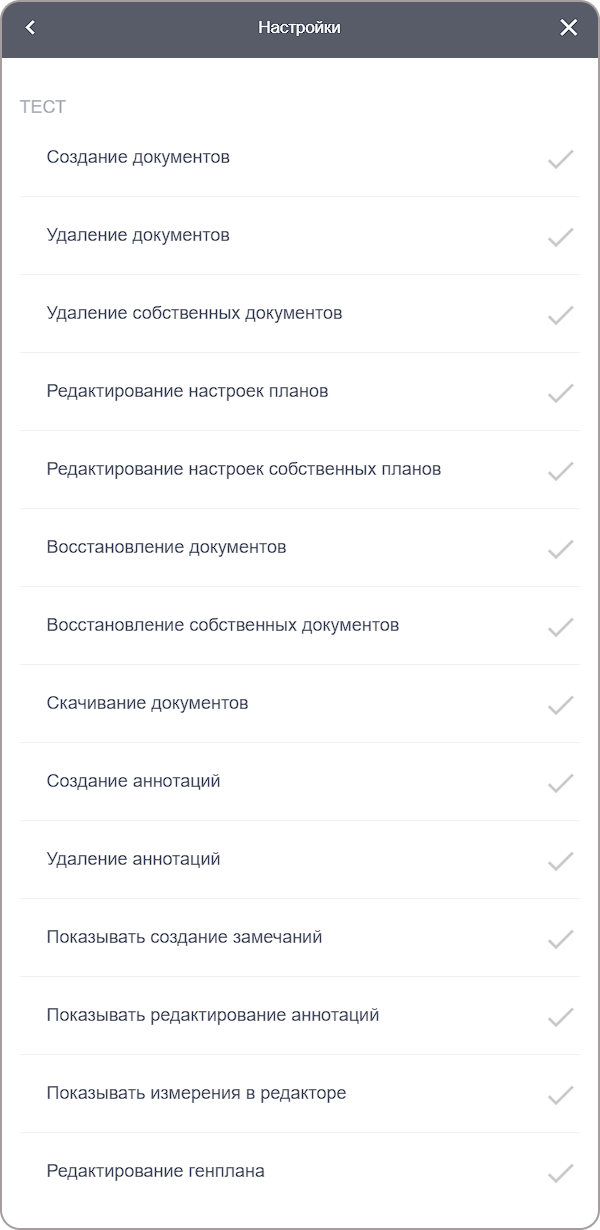 Настройки
ТЕСТ
Создание документов
Удаление документов
Удаление собственных документов
Редактирование настроек планов
Редактирование настроек собственных планов
Восстановление документов
Восстановление собственных документов
Скачивание документов
Создание аннотаций
Удаление аннотаций
Показывать создание замечаний
Показывать редактирование аннотаций
Показывать измерения в редакторе
Редактирование генплана